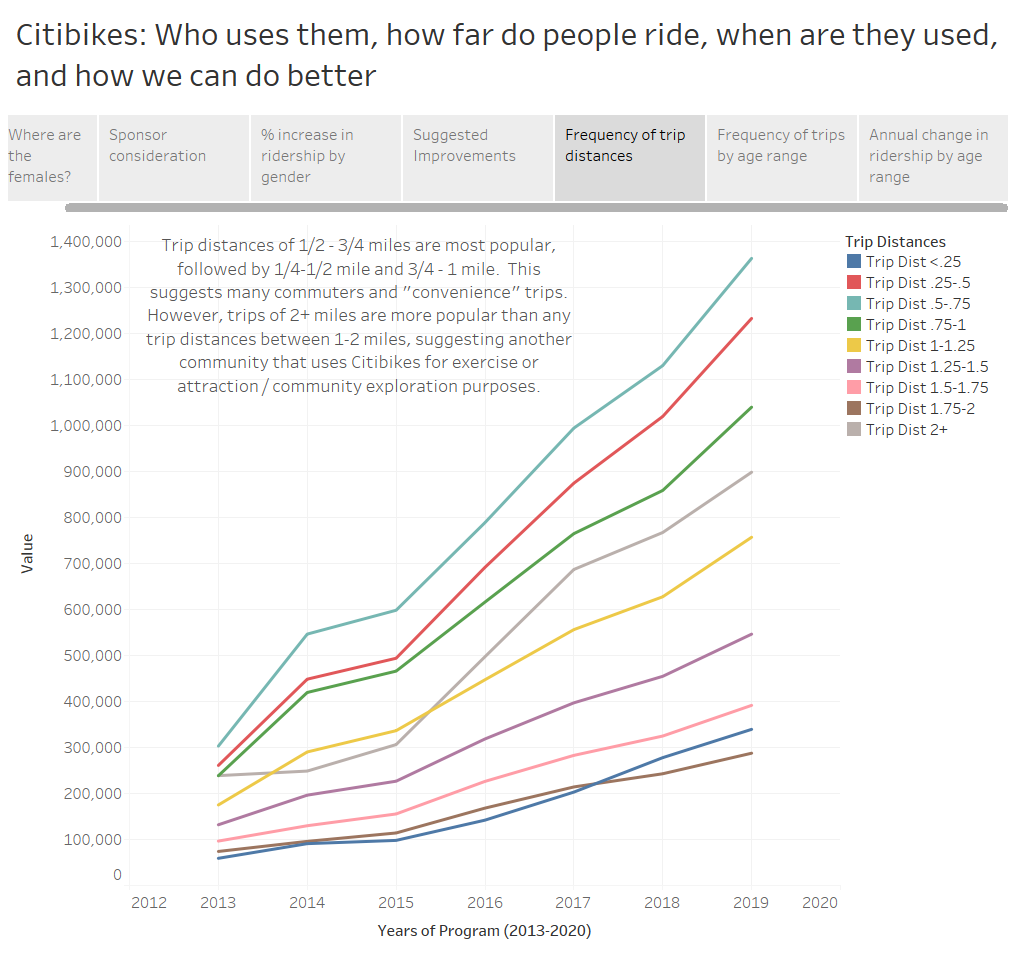 Citibikes: Who uses them, how far do people ride, when are they used,
and how we can do better
Where are
the
females?
Sponsor
consideration
% increase in
ridership by
gender
Suggested
Improvements
Frequency of trip
distances
Frequency of trips
by age range
Annual change in
ridership by age
range
Trip distances of 1/2 - 3/4 miles are most popular,
followed by 1/4-1/2 mile and 3/4 - 1 mile.  This
suggests many commuters and "convenience" trips.
However, trips of 2+ miles are more popular than any
trip distances between 1-2 miles, suggesting another
community that uses Citibikes for exercise or
attraction / community exploration purposes.
Trip Distances
Trip Dist <.25
Trip Dist .25-.5
Trip Dist .5-.75
Trip Dist .75-1
Trip Dist 1-1.25
Trip Dist 1.25-1.5
Trip Dist 1.5-1.75
Trip Dist 1.75-2
Trip Dist 2+
Value
1,400,000
1,300,000
1,200,000
1,100,000
1,000,000
900,000
800,000
700,000
600,000
500,000
400,000
300,000
200,000
100,000
0
2012 2013 2014 2015 2016 2017 2018 2019 2020
Years of Program (2013-2020)